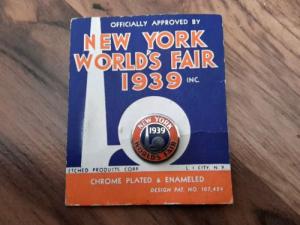 OFFICIALLY APPROVED BY
NEW YORK
WORLD'S FAIR
1939 INC.
NEW YORK
1939
WORLD'S FAIR
ETCHED PRODUCTS CORP. L. I. CITY, N. Y.
CHROME PLATED & ENAMELED
DESIGN PAT. NO. 107,454